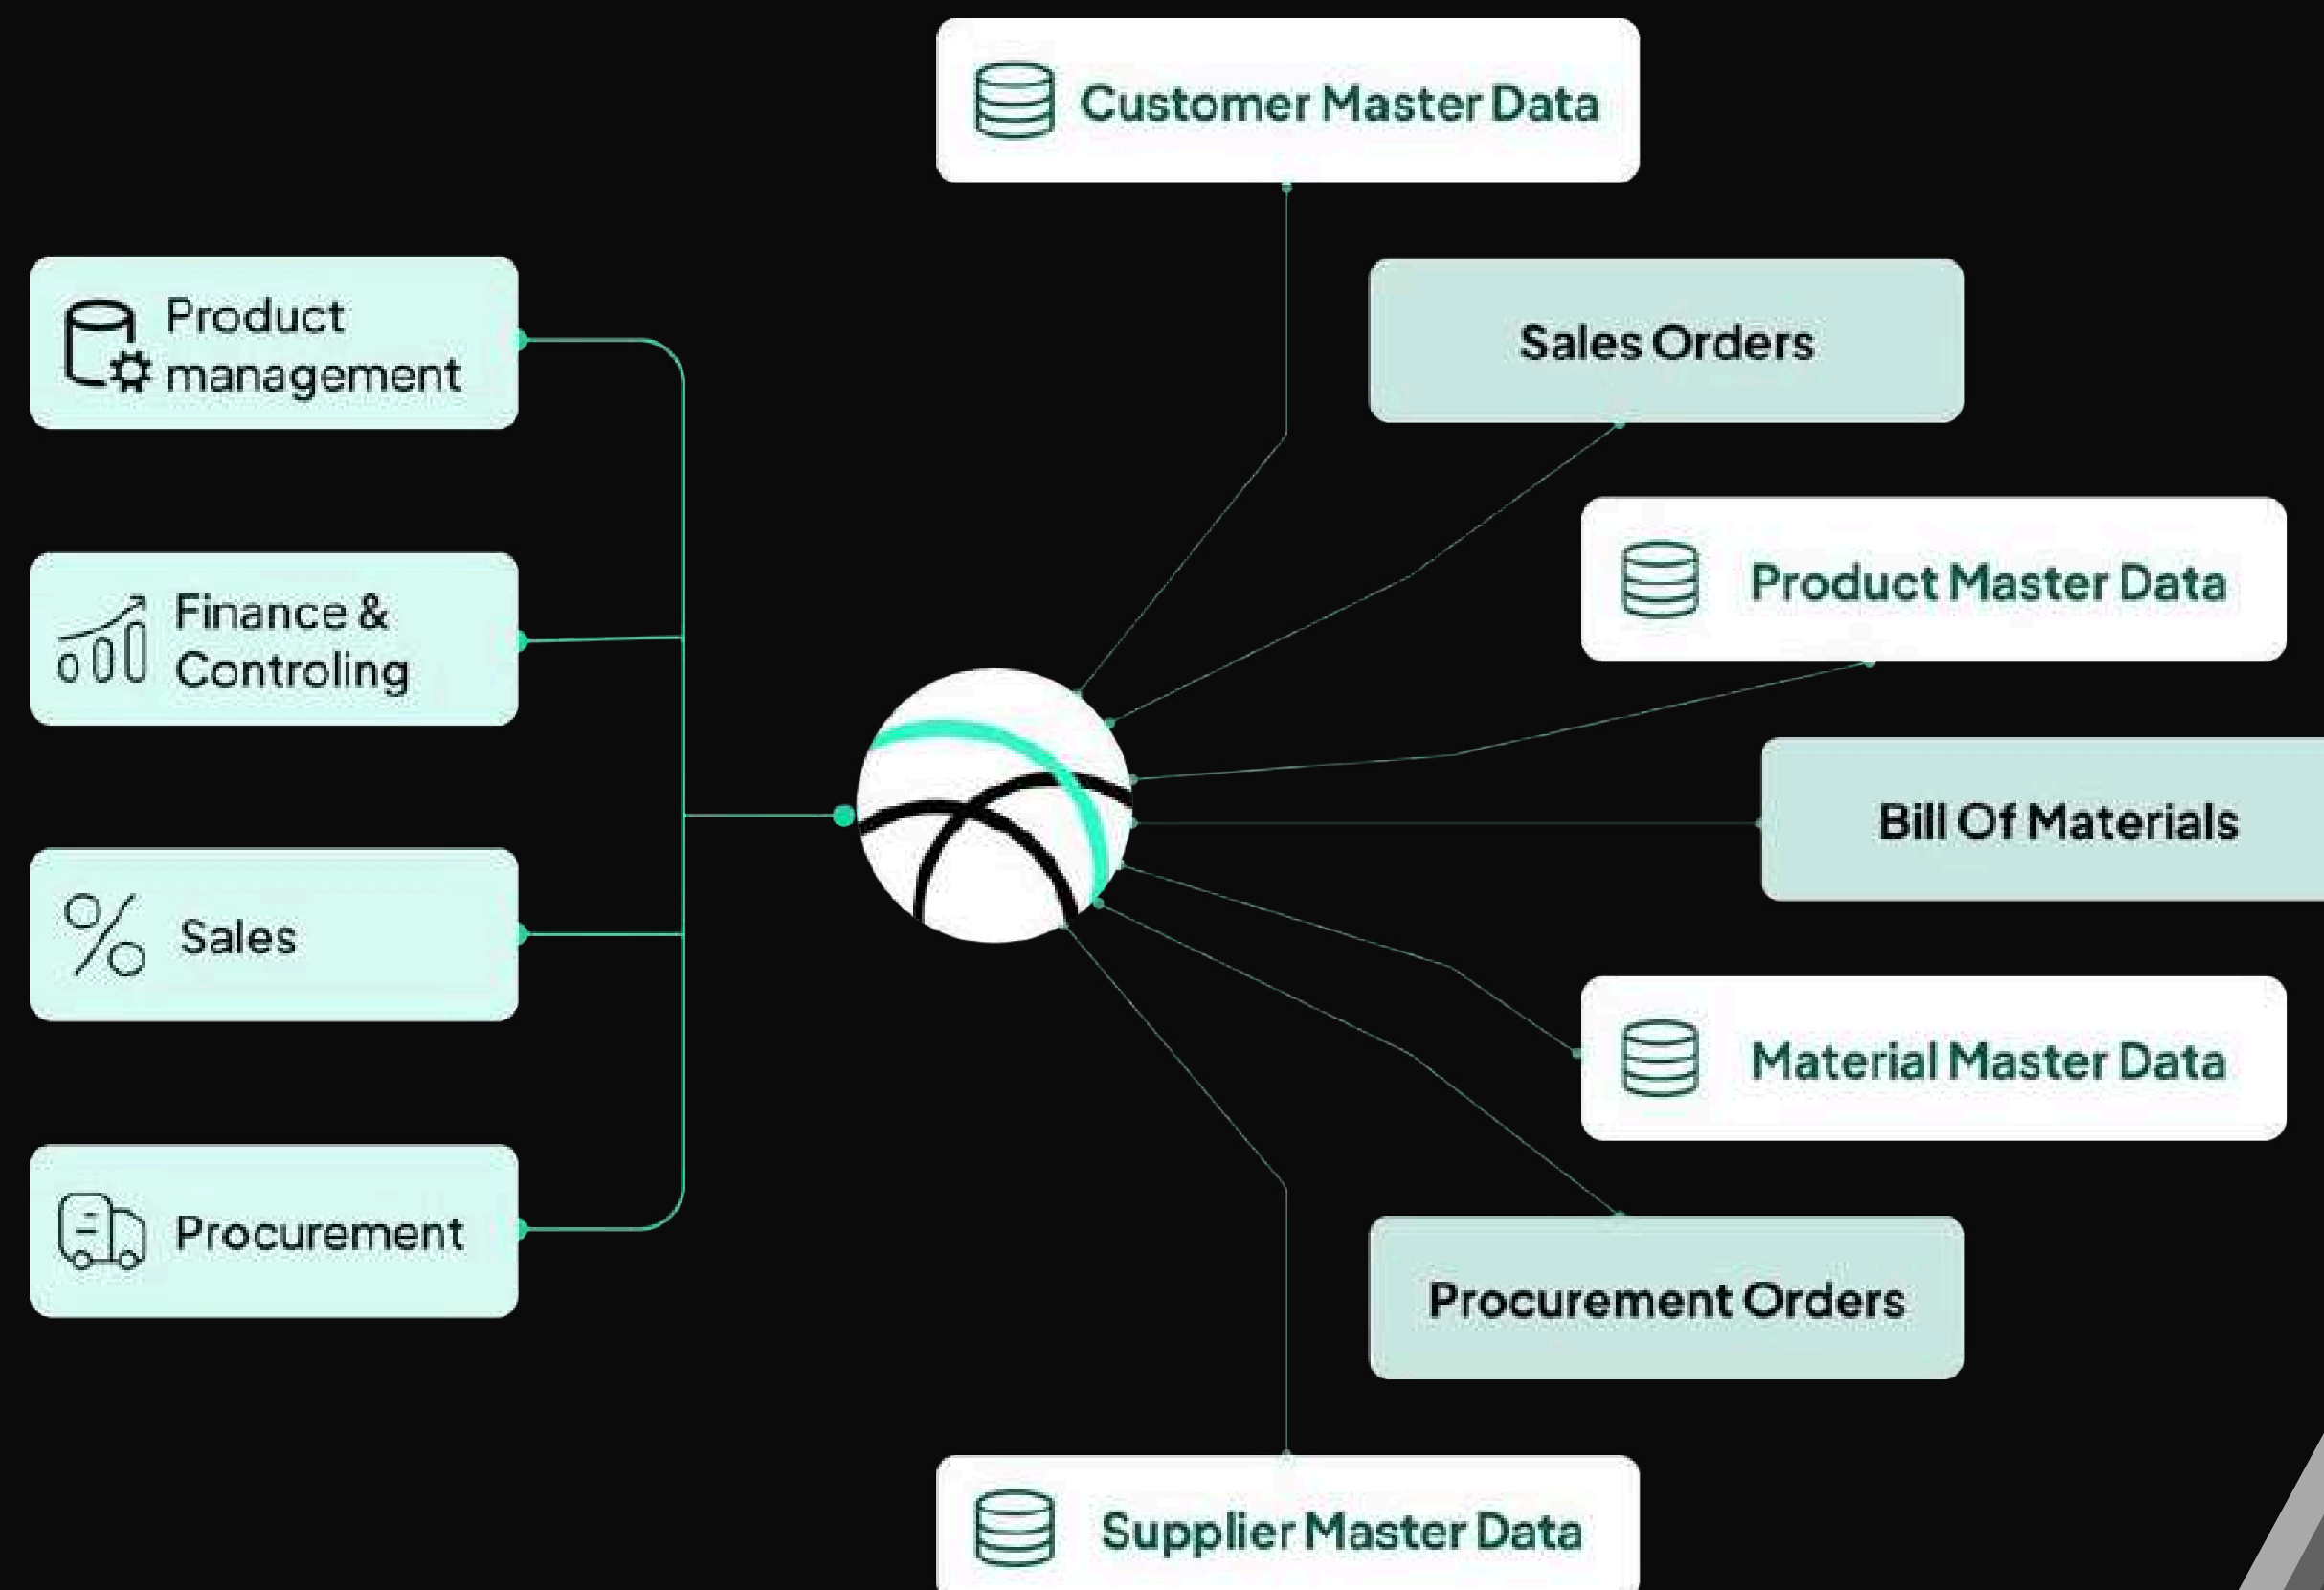 Customer Master Data
Sales Orders
Product
management
Product Master Data
Finance &
Controling
Bill Of Materials
Sales
Material Master Data
Procurement
Procurement Orders
Supplier Master Data